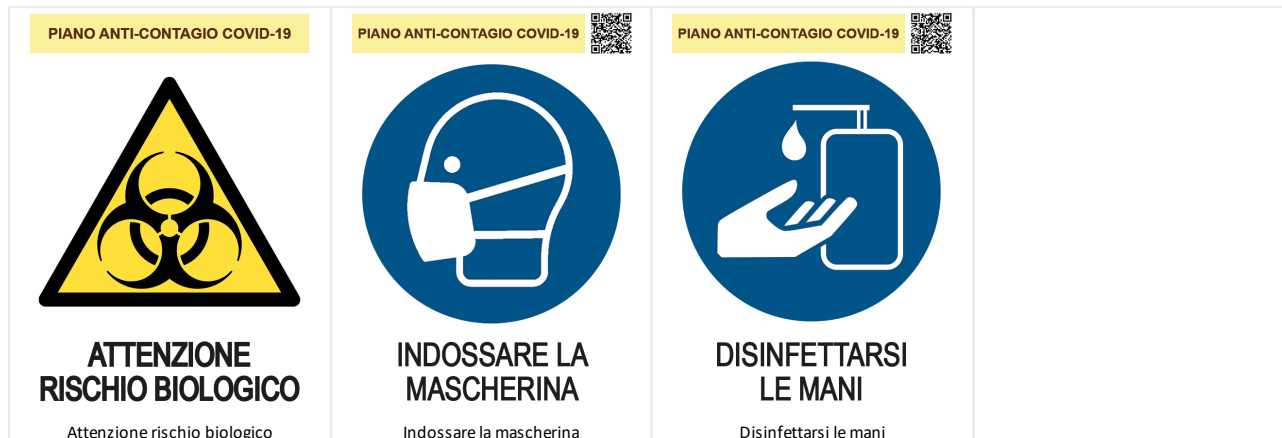 PIANO ANTI-CONTAGIO COVID-19
ATTENZIONE
RISCHIO BIOLOGICO
Attenzione rischio biologico
PIANO ANTI-CONTAGIO COVID-19
INDOSSARE LA
MASCHERINA
Indossare la mascherina
PIANO ANTI-CONTAGIO COVID-19
DISINFETTARSI
LE MANI
Disinfettarsi le mani